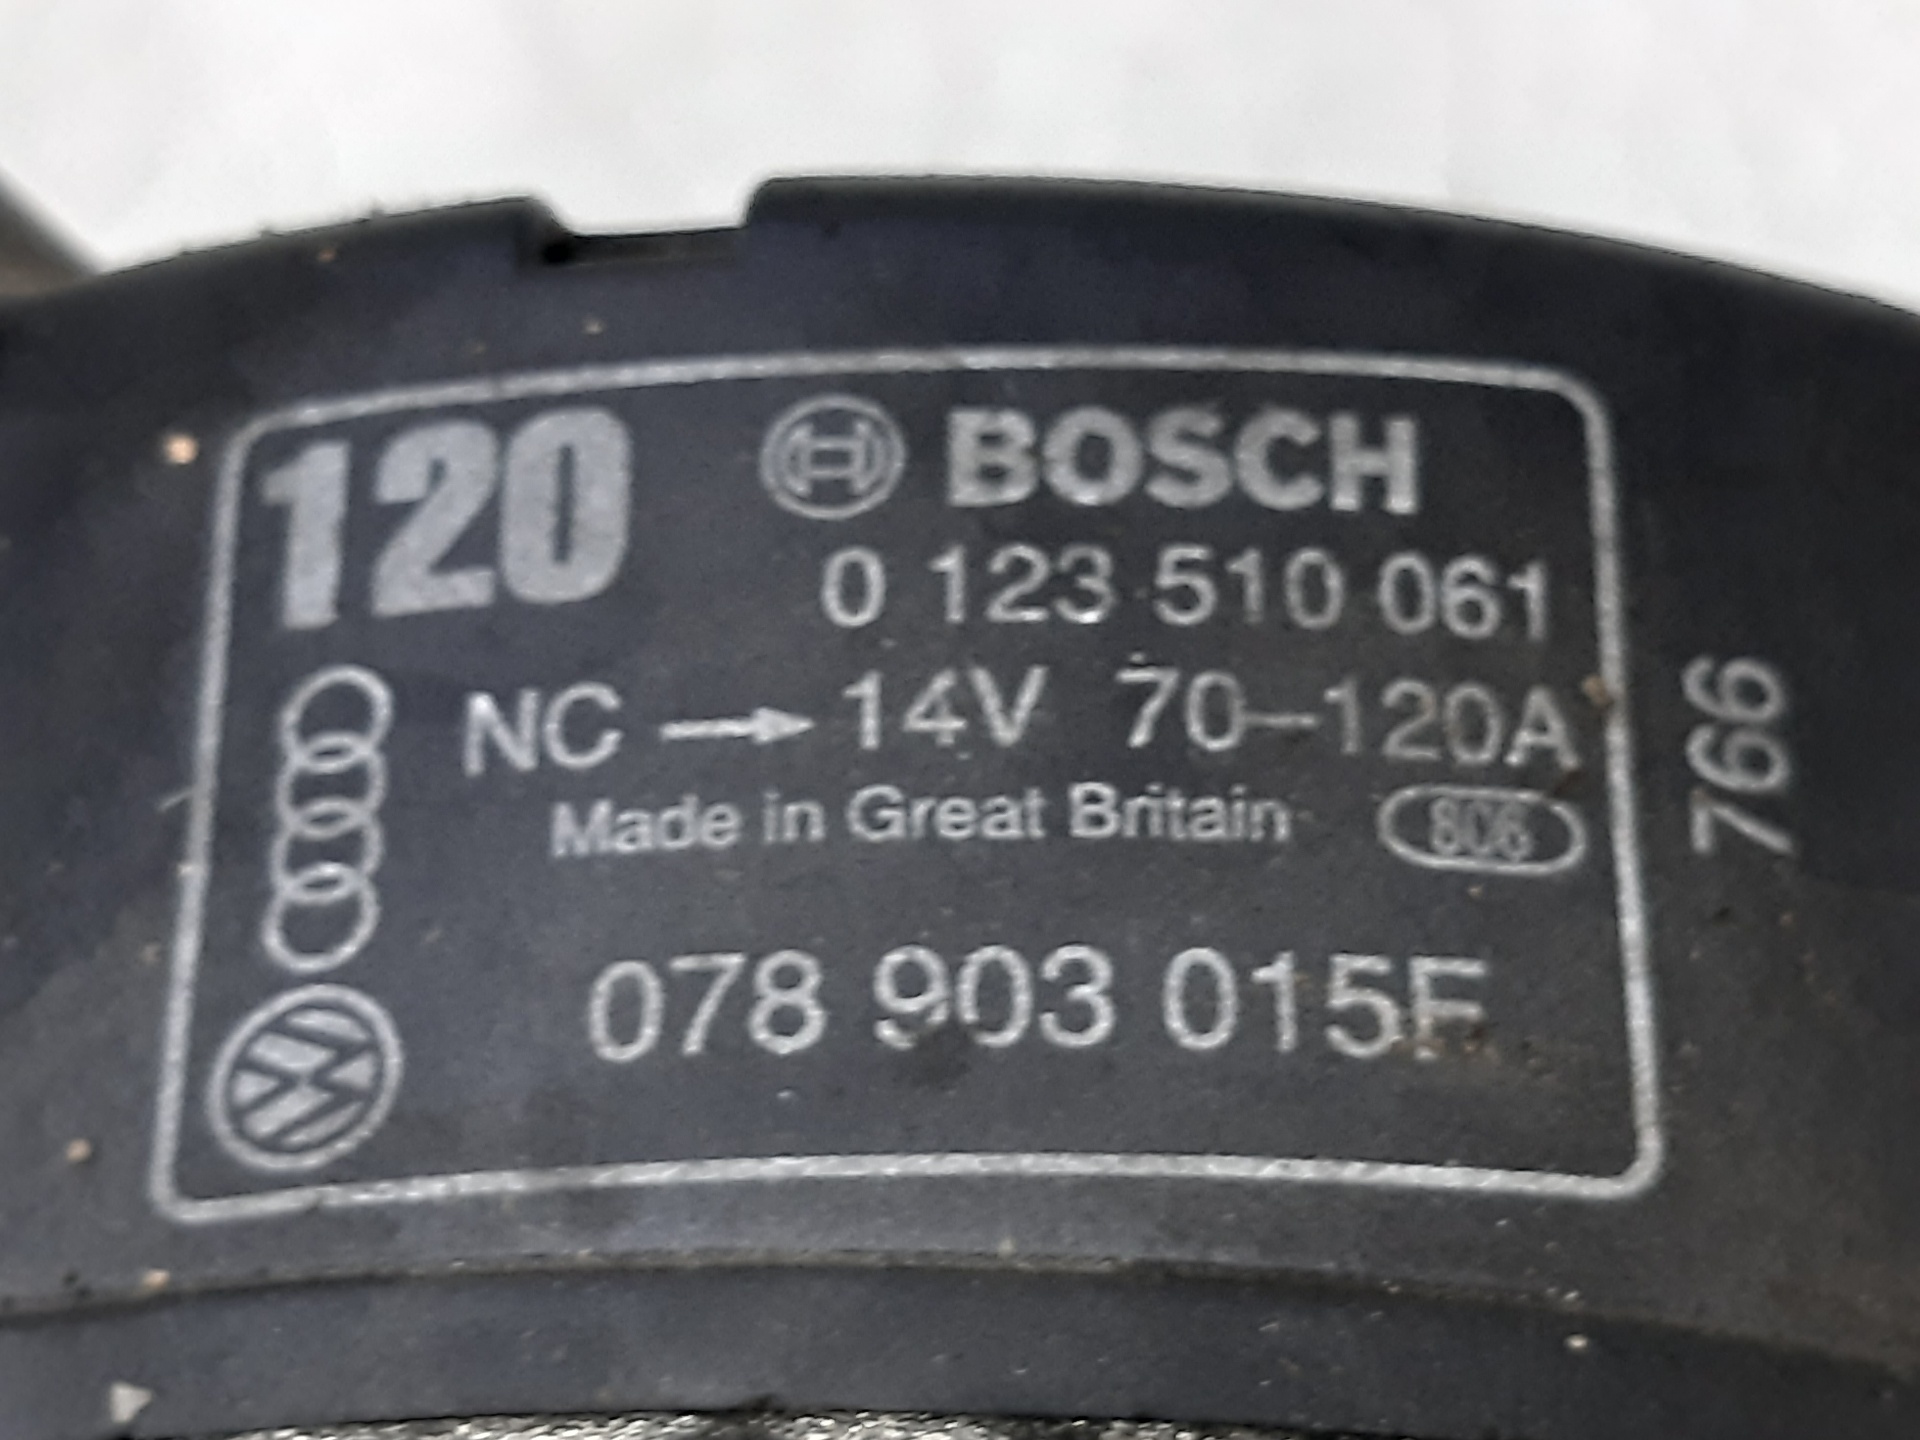 120 BOSCH
0 123 510 061
NC → 14V 70-120A
Made in Great Britain 806
078 903 015F
766